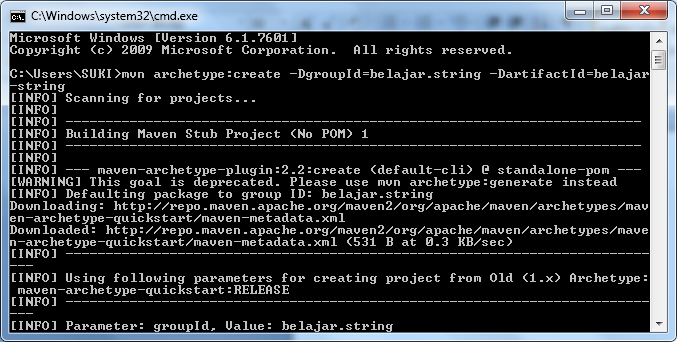 C:\Windows\system32\cmd.exe
Microsoft Windows [Version 6.1.7601]
Copyright (c) 2009 Microsoft Corporation.  All rights reserved.
C:\Users\SUKI>mvn archetype:create -DgroupId=belajar.string -DartifactId=belajar
-string
[INFO] Scanning for projects...
[INFO]
[INFO] ------------------------------------------------------------------------
[INFO] Building Maven Stub Project (No POM) 1
[INFO] ------------------------------------------------------------------------
[INFO]
[INFO] --- maven-archetype-plugin:2.2:create (default-cli) @ standalone-pom ---
[WARNING] This goal is deprecated. Please use mvn archetype:generate instead
[INFO] Defaulting package to group ID: belajar.string
Downloading: http://repo.maven.apache.org/maven2/org/apache/maven/archetypes/mav
en-archetype-quickstart/maven-metadata.xml
Downloaded: http://repo.maven.apache.org/maven2/org/apache/maven/archetypes/mave
n-archetype-quickstart/maven-metadata.xml (531 B at 0.3 KB/sec)
[INFO] -------------------------------------------------------------------------
---
[INFO] Using following parameters for creating project from Old (1.x) Archetype:
 maven-archetype-quickstart:RELEASE
[INFO] -------------------------------------------------------------------------
---
[INFO] Parameter: groupId, Value: belajar.string